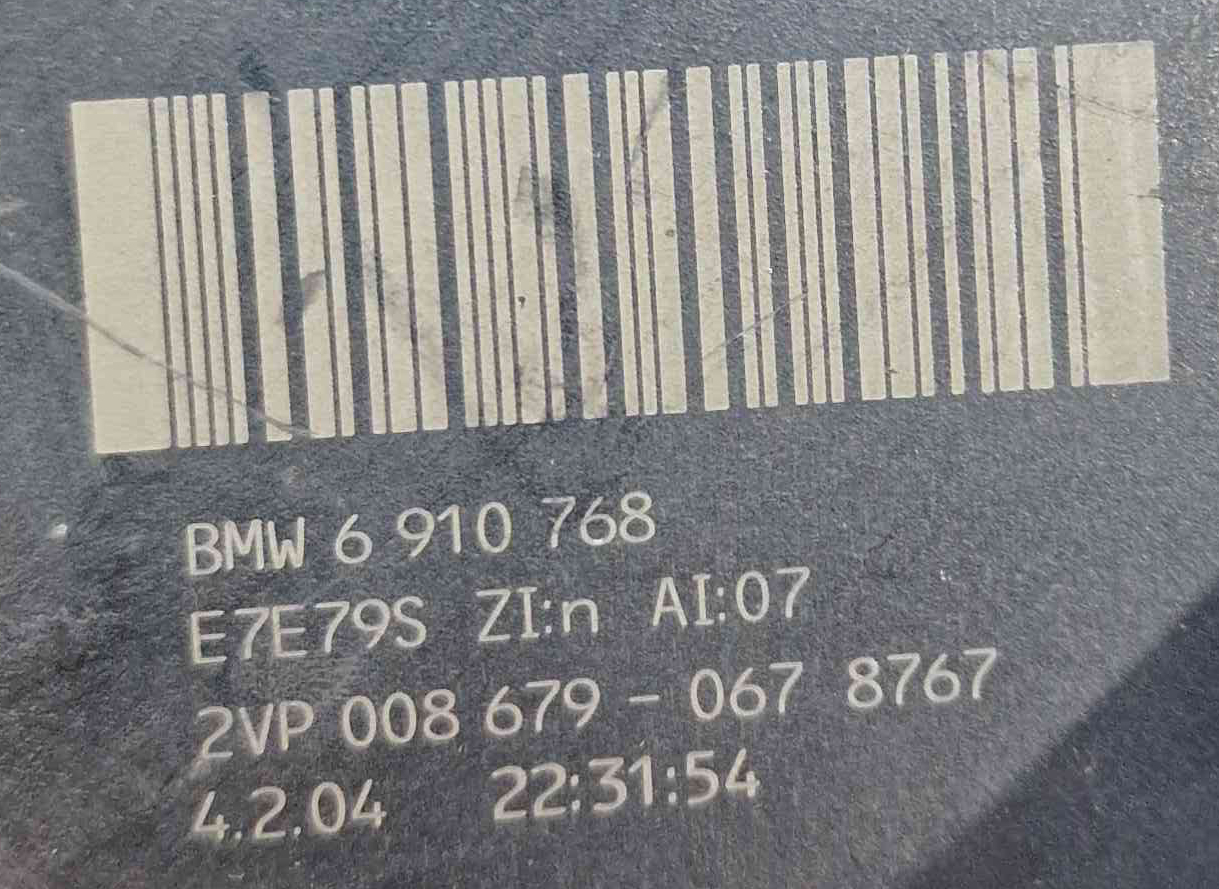 BMW 6 910 768
E7E79S ZI:n AI:07
2VP 008 679 - 067 8767
4.2.04 22:31:54